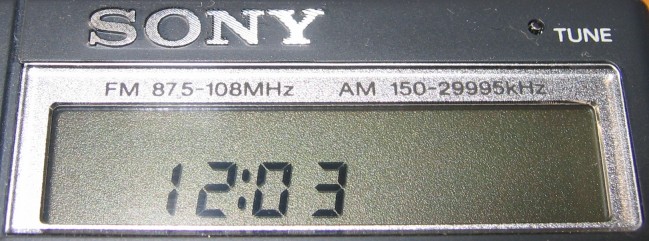 SONY
TUNE
FM 87.5-108MHz AM 150-29995kHz
12:03